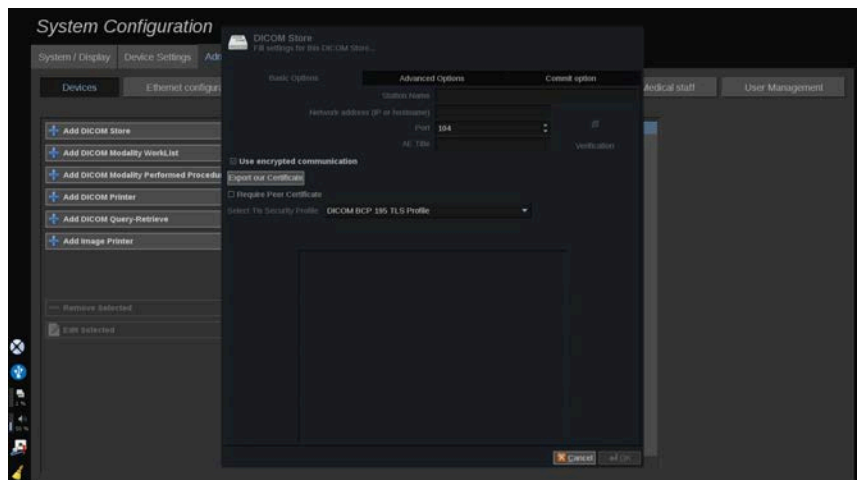 System Configuration
System / Display
Device Settings
Devices
Ethernet configur
Medical staff
User Management
Add DICOM Store
Add DICOM Modality WorkList
Add DICOM Modality Performed Procedu
Add DICOM Printer
Add DICOM Query-Retrieve
Add Image Printer
Remove Selected
Edit Selected
DICOM Store
Fill settings for this DICOM Store...
Basic Options
Advanced Options
Commit option
Station Name
Network address (IP or hostname)
Port 104
AE Title
Verification
Use encrypted communication
Export our Certificate
Require Peer Certificate
Select Tls Security Profile DICOM BCP 195 TLS Profile
Cancel
OK